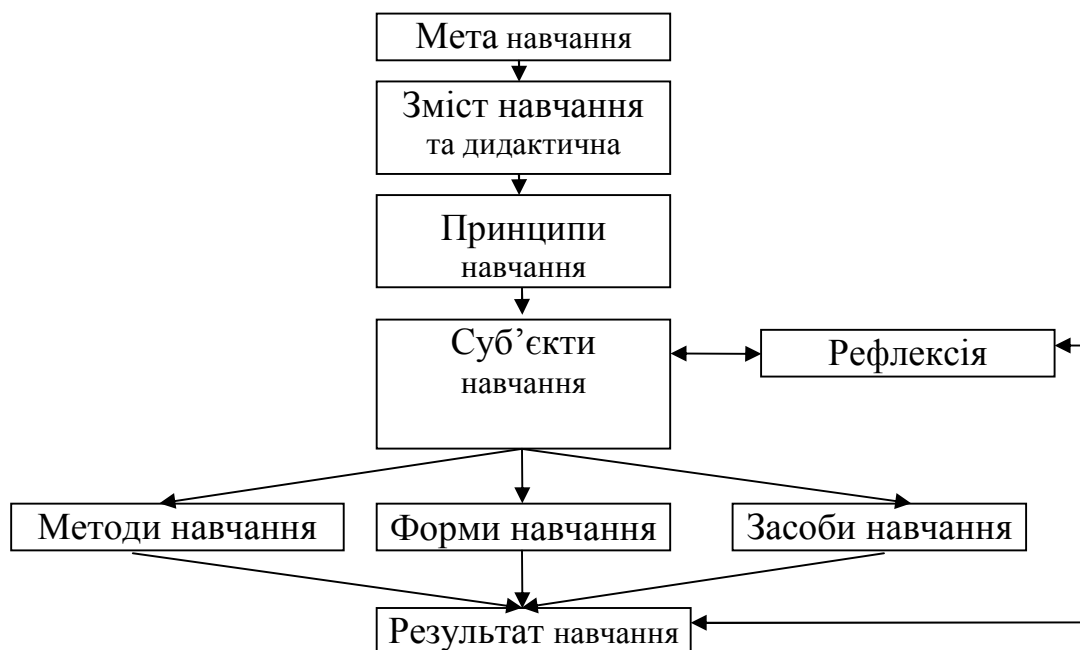 Мета навчання
Зміст навчання
та дидактична
Принципи
навчання
Суб’єкти
навчання
Рефлексія
Методи навчання
Форми навчання
Засоби навчання
Результат навчання